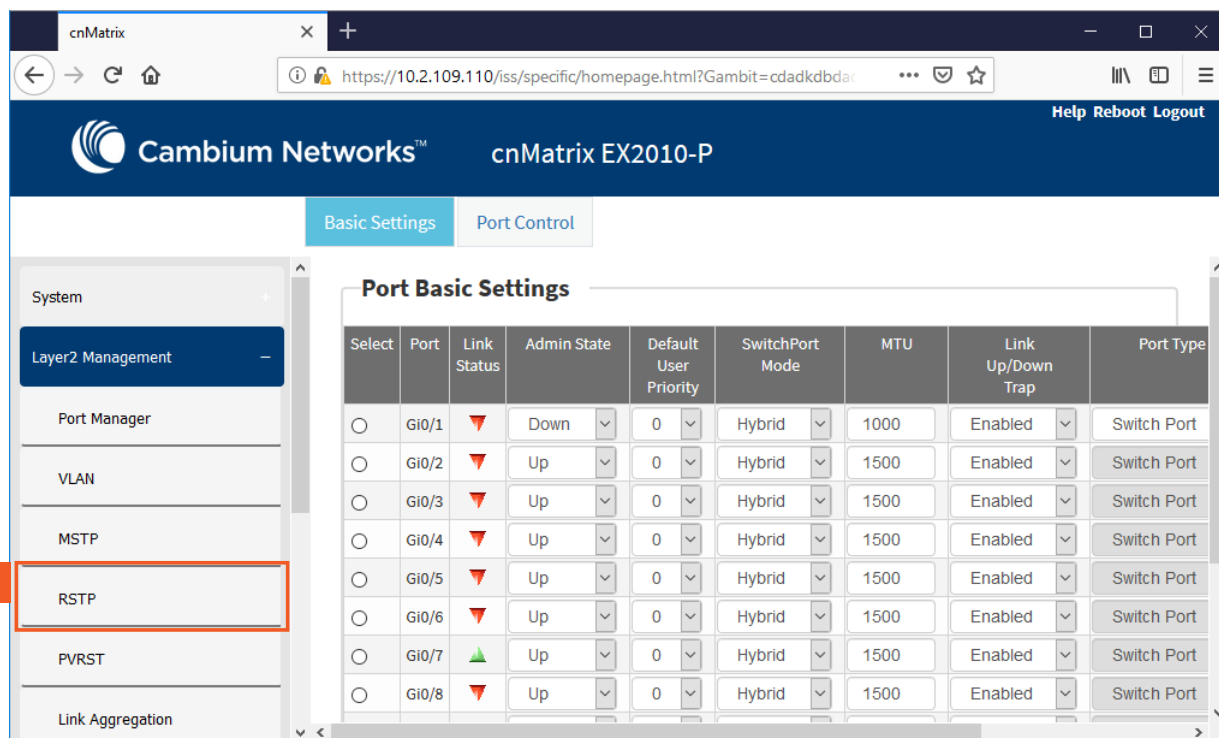 cnMatrix
https://10.2.109.110/iss/specific/homepage.html?Gambit=cdadkdbda
Help Reboot Logout
Cambium Networks™ cnMatrix EX2010-P
Basic Settings Port Control
System +
Layer2 Management −
Port Manager
VLAN
MSTP
RSTP
PVRST
Link Aggregation
Port Basic Settings
Select Port Link Status Admin State Default User Priority SwitchPort Mode MTU Link Up/Down Trap Port Type
Gi0/1 Down 0 Hybrid 1000 Enabled Switch Port
Gi0/2 Up 0 Hybrid 1500 Enabled Switch Port
Gi0/3 Up 0 Hybrid 1500 Enabled Switch Port
Gi0/4 Up 0 Hybrid 1500 Enabled Switch Port
Gi0/5 Up 0 Hybrid 1500 Enabled Switch Port
Gi0/6 Up 0 Hybrid 1500 Enabled Switch Port
Gi0/7 Up 0 Hybrid 1500 Enabled Switch Port
Gi0/8 Up 0 Hybrid 1500 Enabled Switch Port